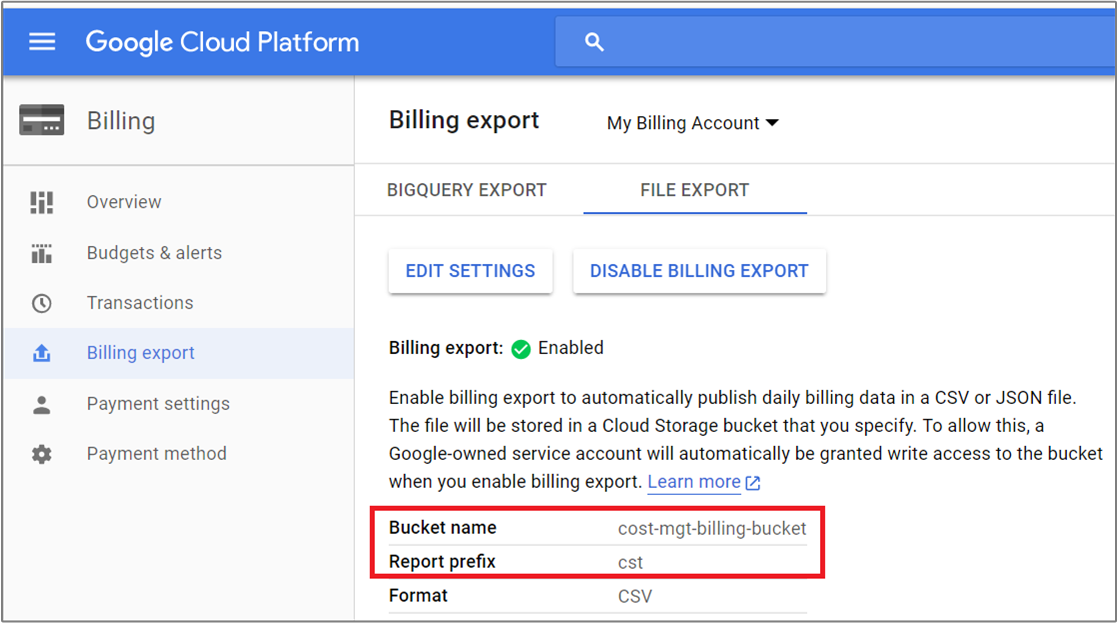 Google Cloud Platform
Billing
Billing export
My Billing Account
Overview
Budgets & alerts
Transactions
Billing export
Payment settings
Payment method
BIGQUERY EXPORT
FILE EXPORT
EDIT SETTINGS
DISABLE BILLING EXPORT
Billing export: Enabled
Enable billing export to automatically publish daily billing data in a CSV or JSON file.
The file will be stored in a Cloud Storage bucket that you specify. To allow this, a
Google-owned service account will automatically be granted write access to the bucket
when you enable billing export. Learn more
Bucket name cost-mgt-billing-bucket
Report prefix cst
Format CSV